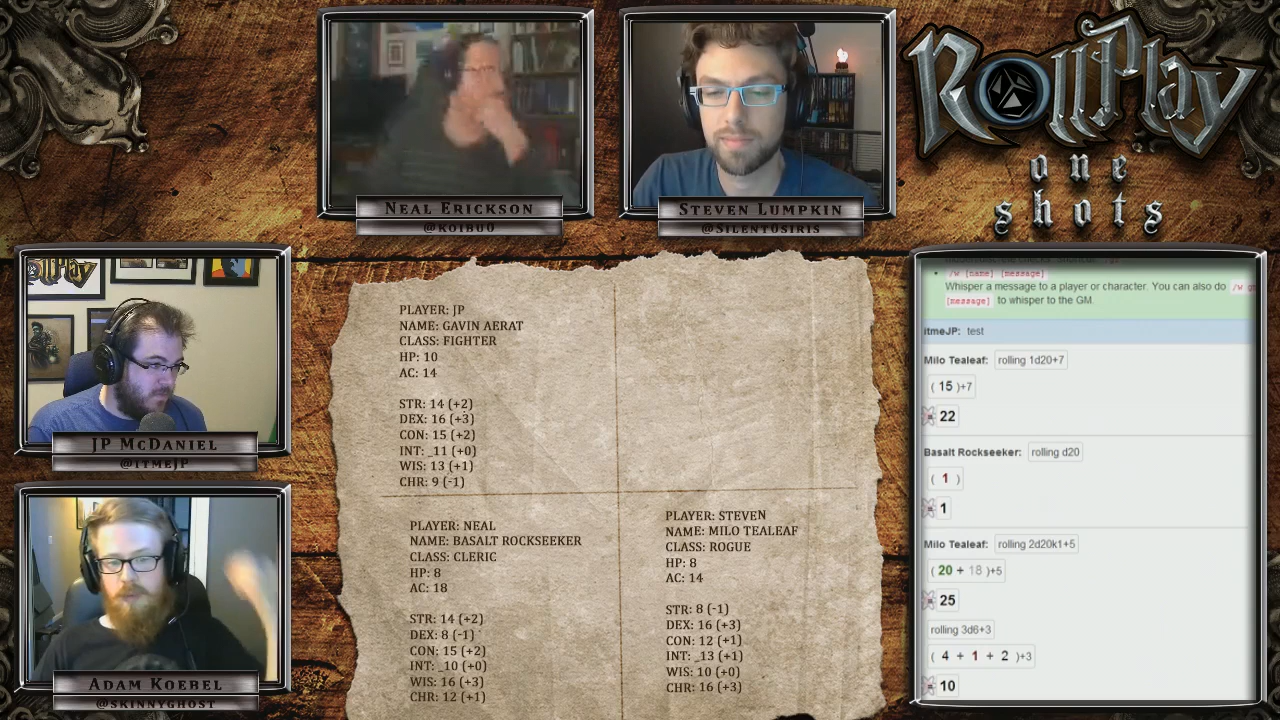 NEAL ERICKSON
@KOIBU0
STEVEN LUMPKIN
@SILENT0SIRIS
RollPlay
one
shots
RollPlay
JP MCDANIEL
@ITMEJP
ADAM KOEBEL
@SKINNYGHOST
PLAYER: JP
NAME: GAVIN AERAT
CLASS: FIGHTER
HP: 10
AC: 14
STR: 14 (+2)
DEX: 16 (+3)
CON: 15 (+2)
INT: _11 (+0)
WIS: 13 (+1)
CHR: 9 (-1)
PLAYER: NEAL
NAME: BASALT ROCKSEEKER
CLASS: CLERIC
HP: 8
AC: 18
STR: 14 (+2)
DEX: 8 (-1)
CON: 15 (+2)
INT: _10 (+0)
WIS: 16 (+3)
CHR: 12 (+1)
PLAYER: STEVEN
NAME: MILO TEALEAF
CLASS: ROGUE
HP: 8
AC: 14
STR: 8 (-1)
DEX: 16 (+3)
CON: 12 (+1)
INT: _13 (+1)
WIS: 10 (+0)
CHR: 16 (+3)
/w [name] [message]
Whisper a message to a player or character. You can also do /w
[message] to whisper to the GM.
itmeJP: test
Milo Tealeaf: rolling 1d20+7
( 15 )+7
22
Basalt Rockseeker: rolling d20
( 1 )
1
Milo Tealeaf: rolling 2d20k1+5
( 20 + 18 )+5
25
rolling 3d6+3
( 4 + 1 + 2 )+3
10